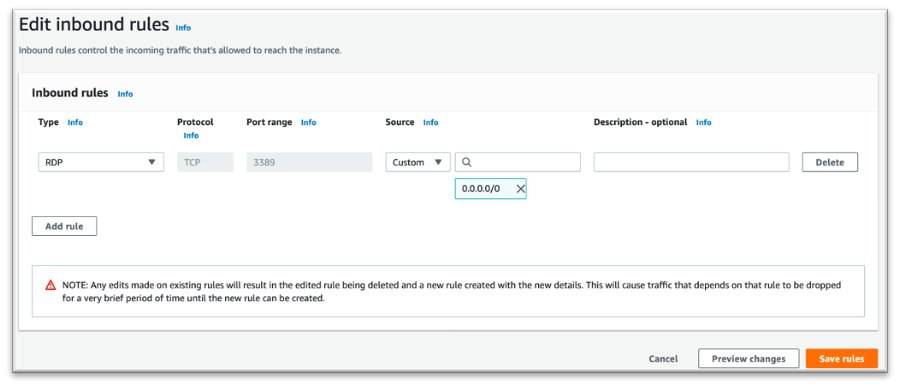 Edit inbound rules Info
Inbound rules control the incoming traffic that's allowed to reach the instance.
Inbound rules Info
Type Info Protocol Info Port range Info Source Info Description - optional Info
RDP TCP 3389 Custom Delete
0.0.0.0/0
Add rule
NOTE: Any edits made on existing rules will result in the edited rule being deleted and a new rule created with the new details. This will cause traffic that depends on that rule to be dropped
for a very brief period of time until the new rule can be created.
Cancel Preview changes Save rules